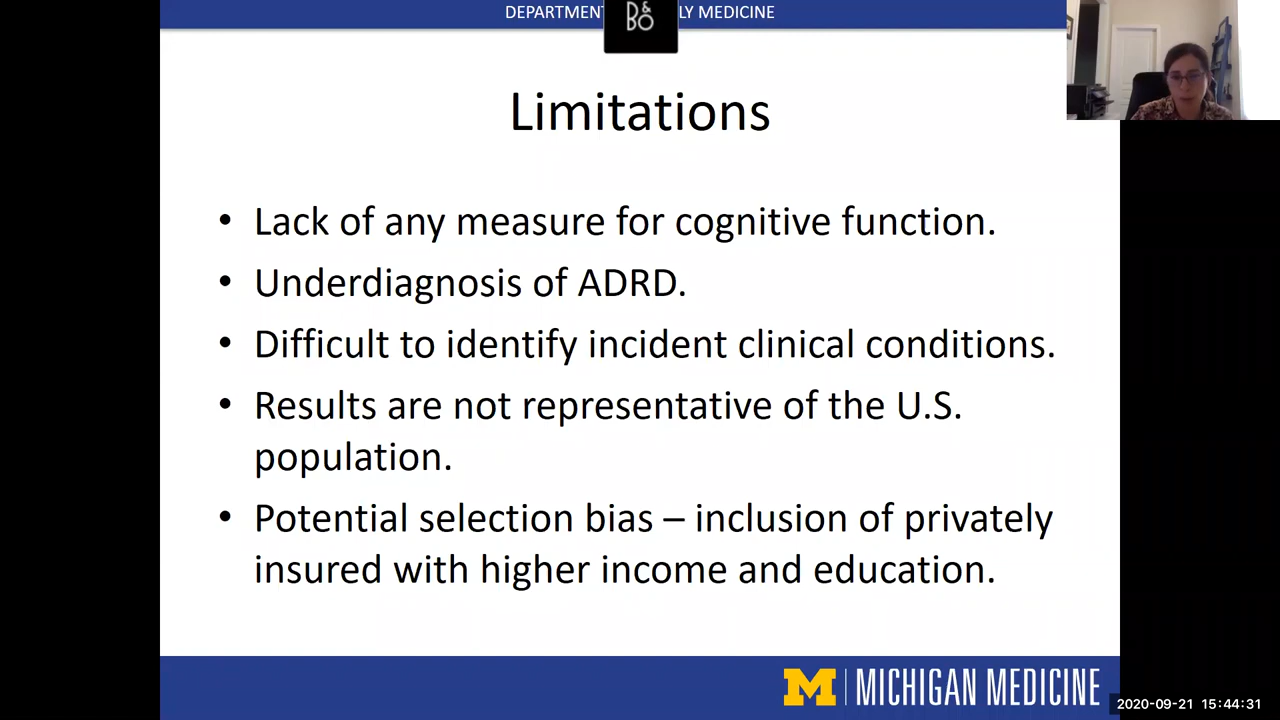 DEPARTMENT LY MEDICINE
D&
BO
Limitations
• Lack of any measure for cognitive function.
• Underdiagnosis of ADRD.
• Difficult to identify incident clinical conditions.
• Results are not representative of the U.S.
population.
• Potential selection bias – inclusion of privately
insured with higher income and education.
M | MICHIGAN MEDICINE
2020-09-21 15:44:31